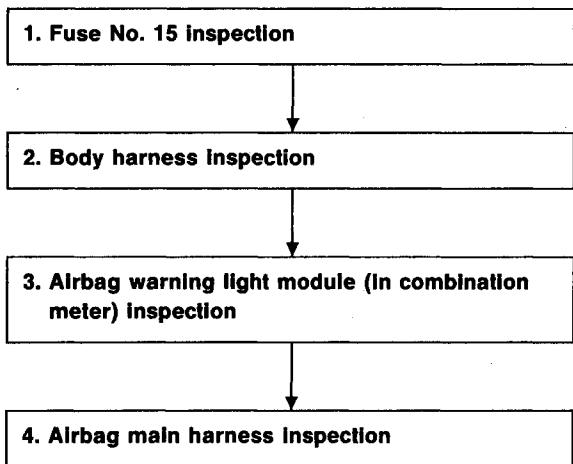 1. Fuse No. 15 inspection
2. Body harness inspection
3. Airbag warning light module (in combination
meter) inspection
4. Airbag main harness inspection